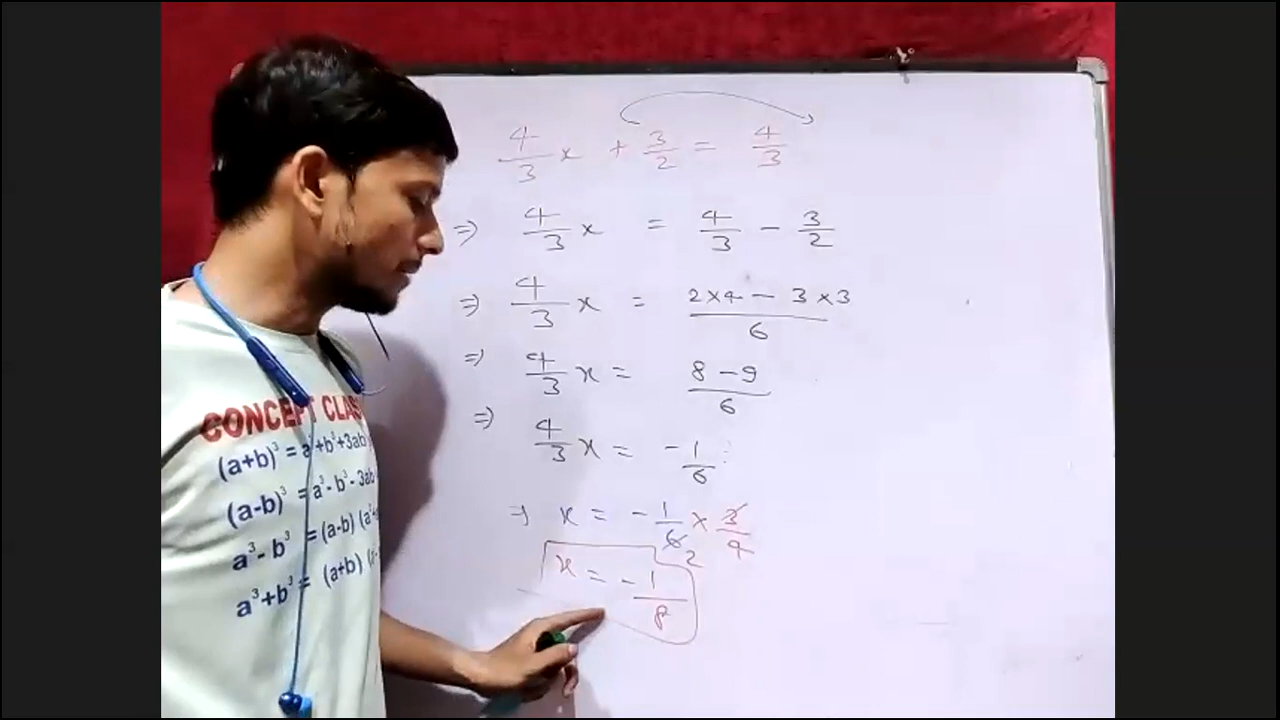 4/3 x + 3/2 = 4/3
⇒ 4/3 x = 4/3 − 3/2
⇒ 4/3 x = (2×4 − 3×3)/6
⇒ 4/3 x = (8 − 9)/6
⇒ 4/3 x = −1/6
⇒ x = −1/6 × 3/4
2
x = −1/8
CONCEPT CLAS
(a+b)³ = a³+b³+3ab
(a-b)³ = a³-b³-3ab
a³-b³ = (a-b) (a²
a³+b³ = (a+b)